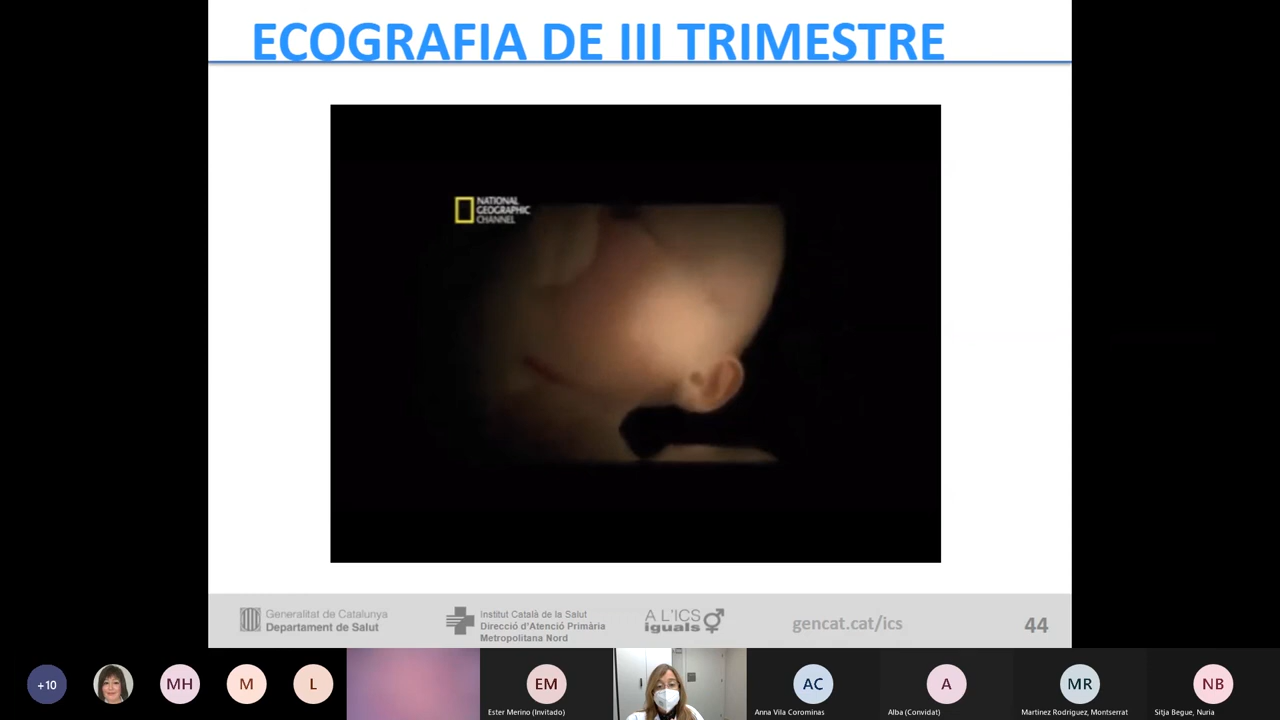 ECOGRAFIA DE III TRIMESTRE
NATIONAL
GEOGRAPHIC
CHANNEL
Generalitat de Catalunya
Departament de Salut
Institut Català de la Salut
Direcció d'Atenció Primària
Metropolitana Nord
A L'ICS
iguals
gencat.cat/ics
44
+10
MH
M
L
EM
Ester Merino (Invitado)
AC
Anna Vila Corominas
A
Alba (Convidat)
MR
Martinez Rodriguez, Montserrat
NB
Sitja Begue, Nuria